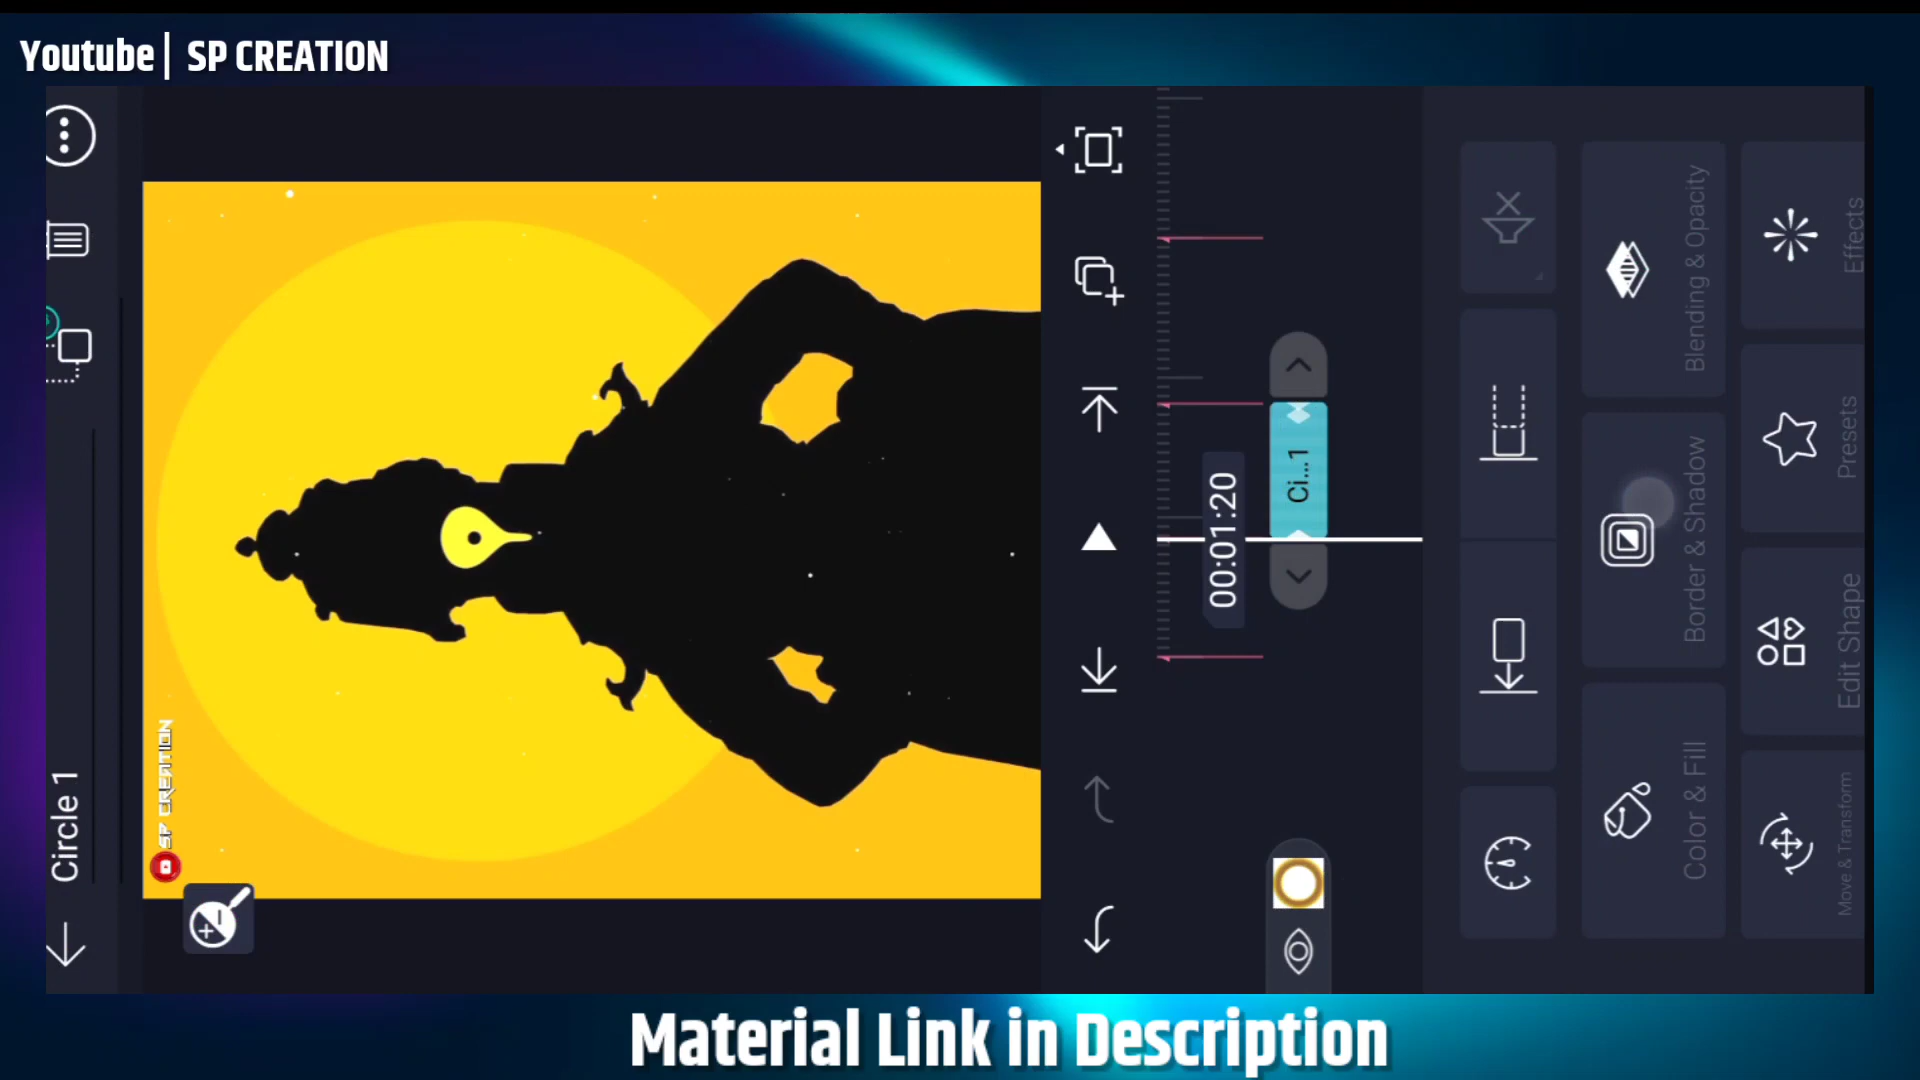 Youtube| SP CREATION
Circle 1
SP CREATION
00:01:20
Ci...1
Blending & Opacity
Border & Shadow
Color & Fill
Effects
Presets
Edit Shape
Move & Transform
Material Link in Description